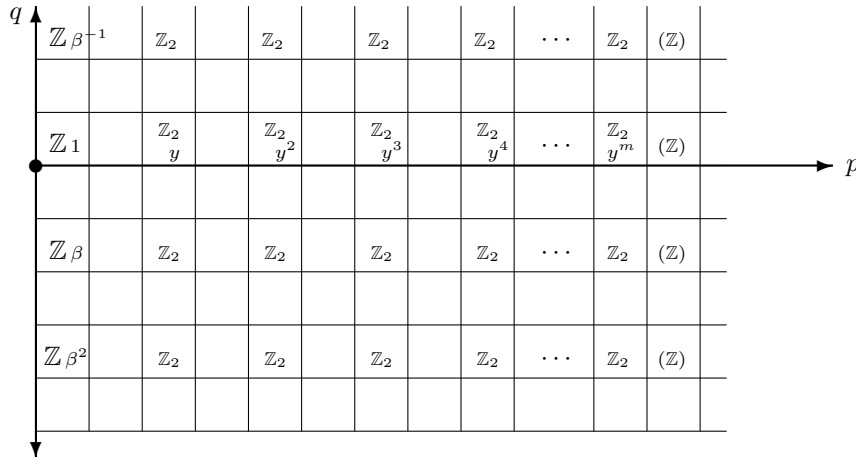 q
ℤ β⁻¹ ℤ₂ ℤ₂ ℤ₂ ℤ₂ ⋯ ℤ₂ (ℤ)
ℤ 1 ℤ₂ ℤ₂ ℤ₂ ℤ₂ ⋯ ℤ₂ (ℤ)
y y² y³ y⁴ yᵐ
p
ℤ β ℤ₂ ℤ₂ ℤ₂ ℤ₂ ⋯ ℤ₂ (ℤ)
ℤ β² ℤ₂ ℤ₂ ℤ₂ ℤ₂ ⋯ ℤ₂ (ℤ)